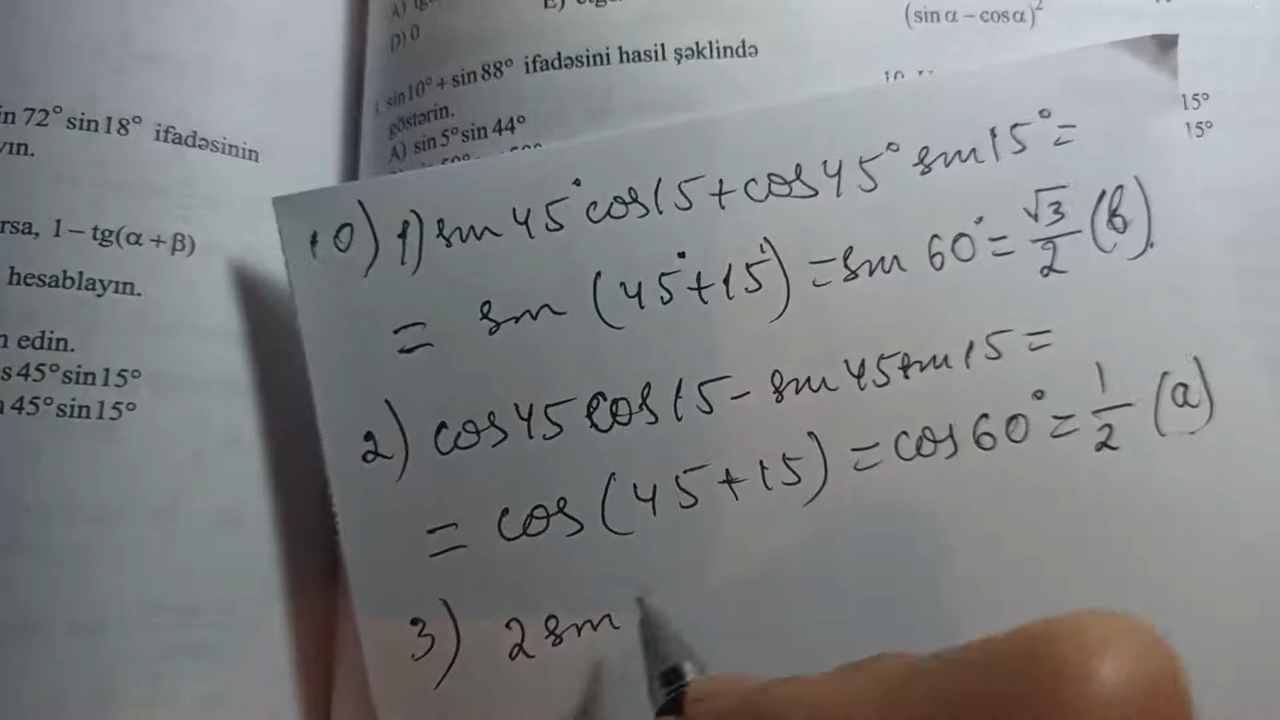 in 72° sin 18° ifadəsinin
yın.
rsa, 1 – tg(α + β)
hesablayın.
n edin.
s 45° sin 15°
45° sin 15°
D) 0
(sin α – cos α)²
sin 10° + sin 88° ifadəsini hasil şəklində
göstərin.
A) sin 5° sin 44°
15°
15°
10) 1) sin 45° cos 15 + cos 45° sin 15° =
= sin (45° + 15°) = sin 60° = √3/2 (b).
2) cos 45 cos 15 - sin 45 sin 15 =
= cos (45 + 15) = cos 60° = 1/2 (a)
3) 2 sin